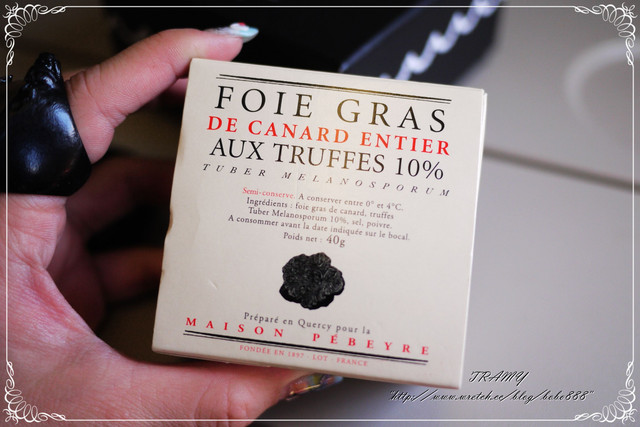 FOIE GRAS
DE CANARD ENTIER
AUX TRUFFES 10%
TUBER MELANOSPORUM
Semi-conserve. A conserver entre 0° et 4°C.
Ingrédients : foie gras de canard, truffes
Tuber Melanosporum 10%, sel, poivre.
A consommer avant la date indiquée sur le bocal.
Poids net : 40g
Préparé en Quercy pour la
MAISON PÉBEYRE
FONDÉE EN 1897 - LOT - FRANCE
TRAMY
"http://www.wretch.cc/blog/bobo888"